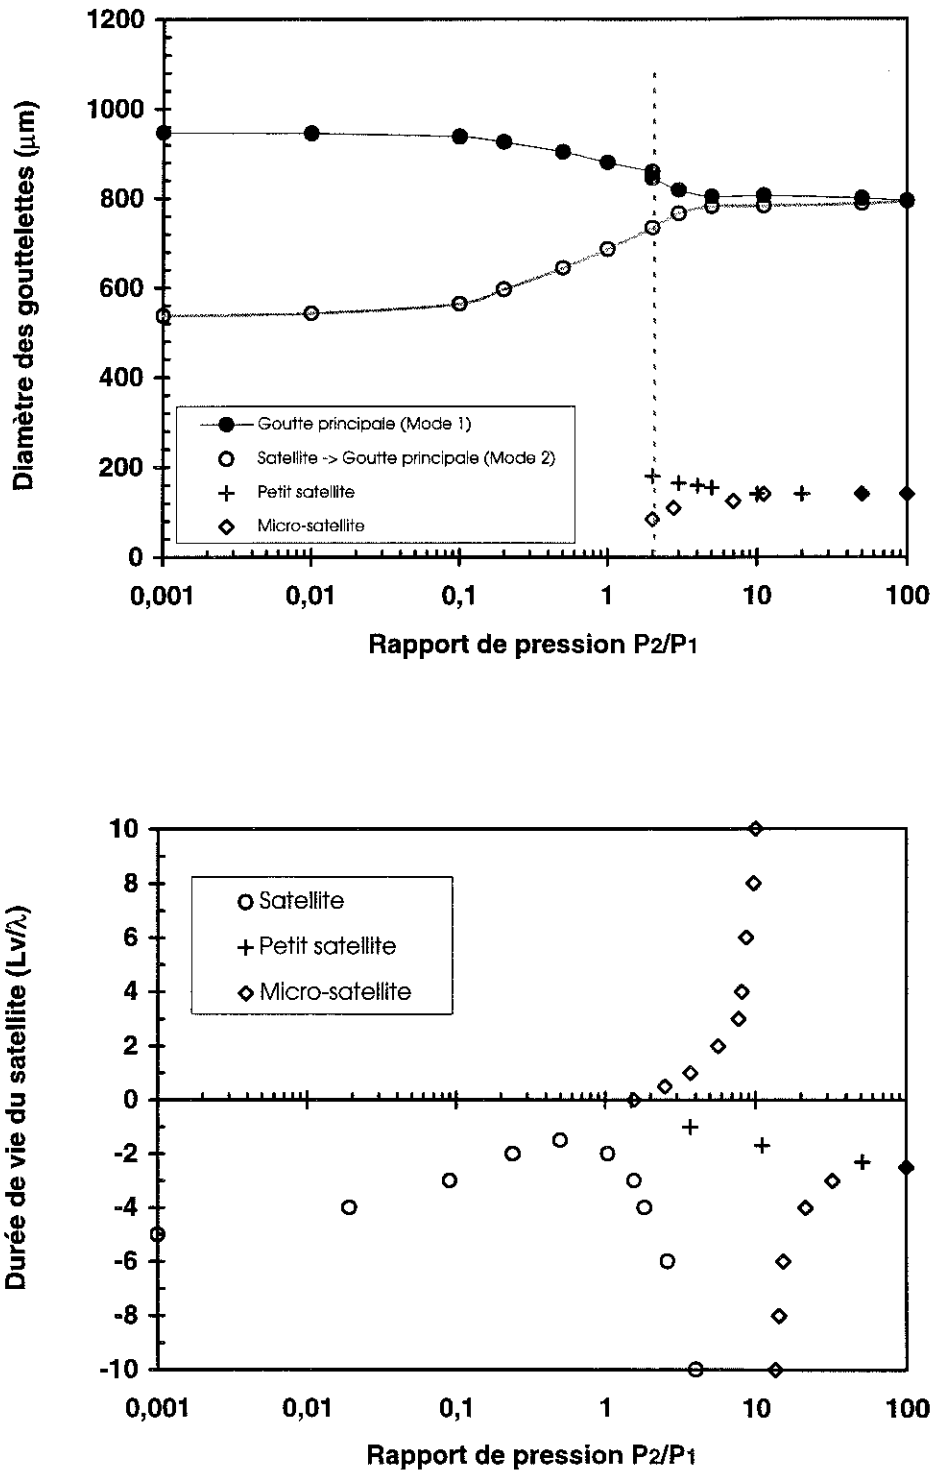 1200
1000
800
600
400
200
0
Diamètre des gouttelettes (µm)
Goutte principale (Mode 1)
Satellite -> Goutte principale (Mode 2)
Petit satellite
Micro-satellite
0,001 0,01 0,1 1 10 100
Rapport de pression P2/P1
10
8
6
4
2
0
-2
-4
-6
-8
-10
Durée de vie du satellite (Lv/λ)
Satellite
Petit satellite
Micro-satellite
0,001 0,01 0,1 1 10 100
Rapport de pression P2/P1